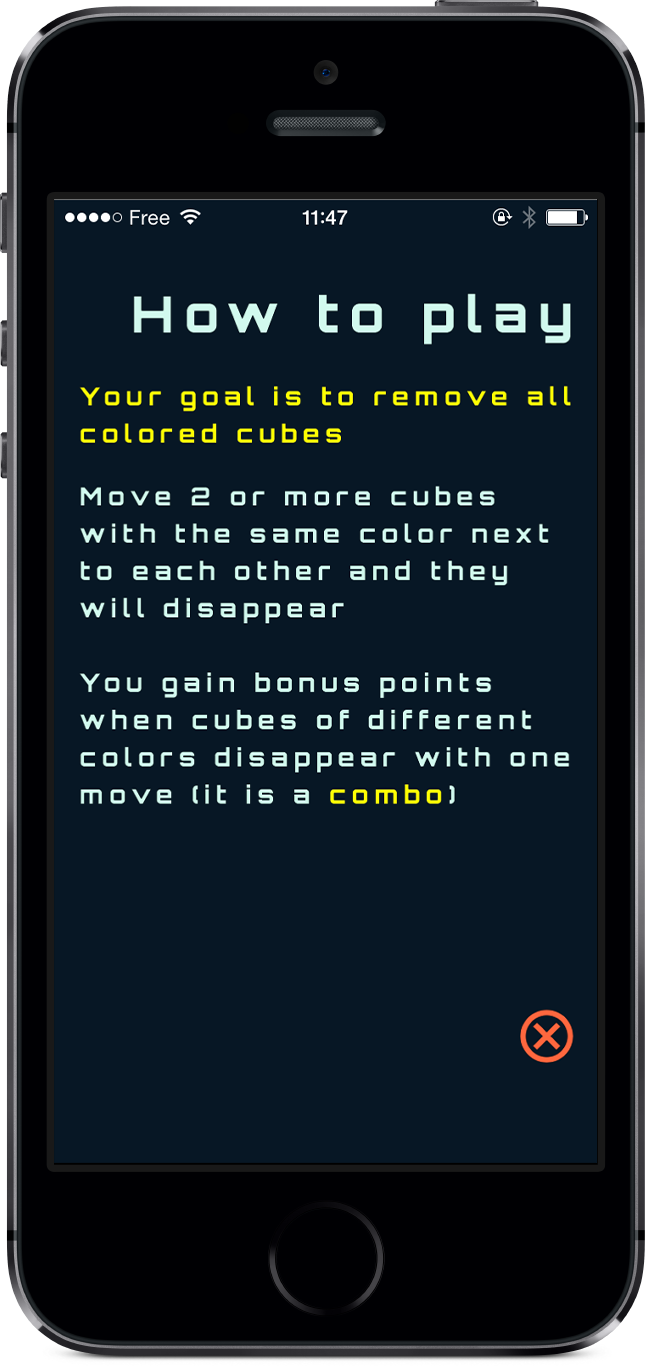 Free 11:47
How to play
Your goal is to remove all
colored cubes
Move 2 or more cubes
with the same color next
to each other and they
will disappear
You gain bonus points
when cubes of different
colors disappear with one
move (it is a combo)